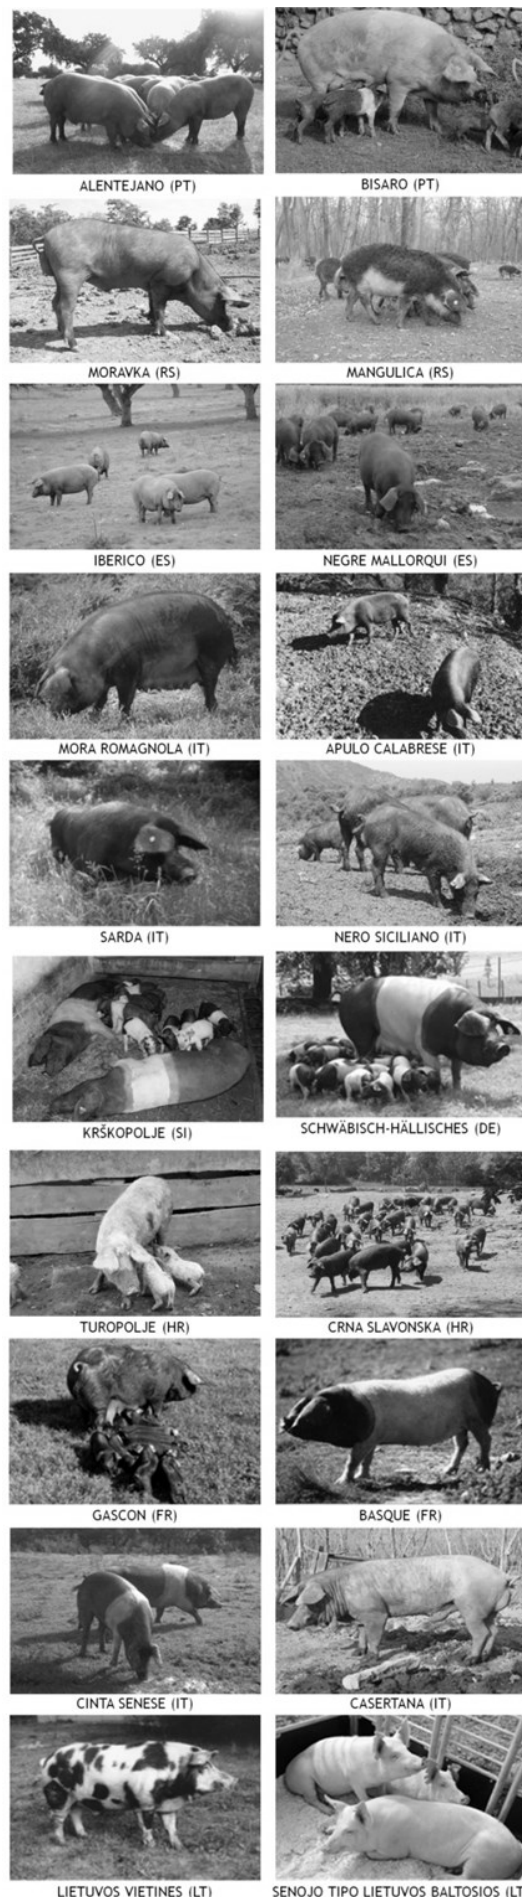 ALENTEJANO (PT)
BISARO (PT)
MORAVKA (RS)
MANGULICA (RS)
IBERICO (ES)
NEGRE MALLORQUI (ES)
MORA ROMAGNOLA (IT)
APULO CALABRESE (IT)
SARDA (IT)
NERO SICILIANO (IT)
KRŠKOPOLJE (SI)
SCHWÄBISCH-HÄLLISCHES (DE)
TUROPOLJE (HR)
CRNA SLAVONSKA (HR)
GASCON (FR)
BASQUE (FR)
CINTA SENESE (IT)
CASERTANA (IT)
LIETUVOS VIETINES (LT)
SENOJO TIPO LIETUVOS BALTOSIOS (LT